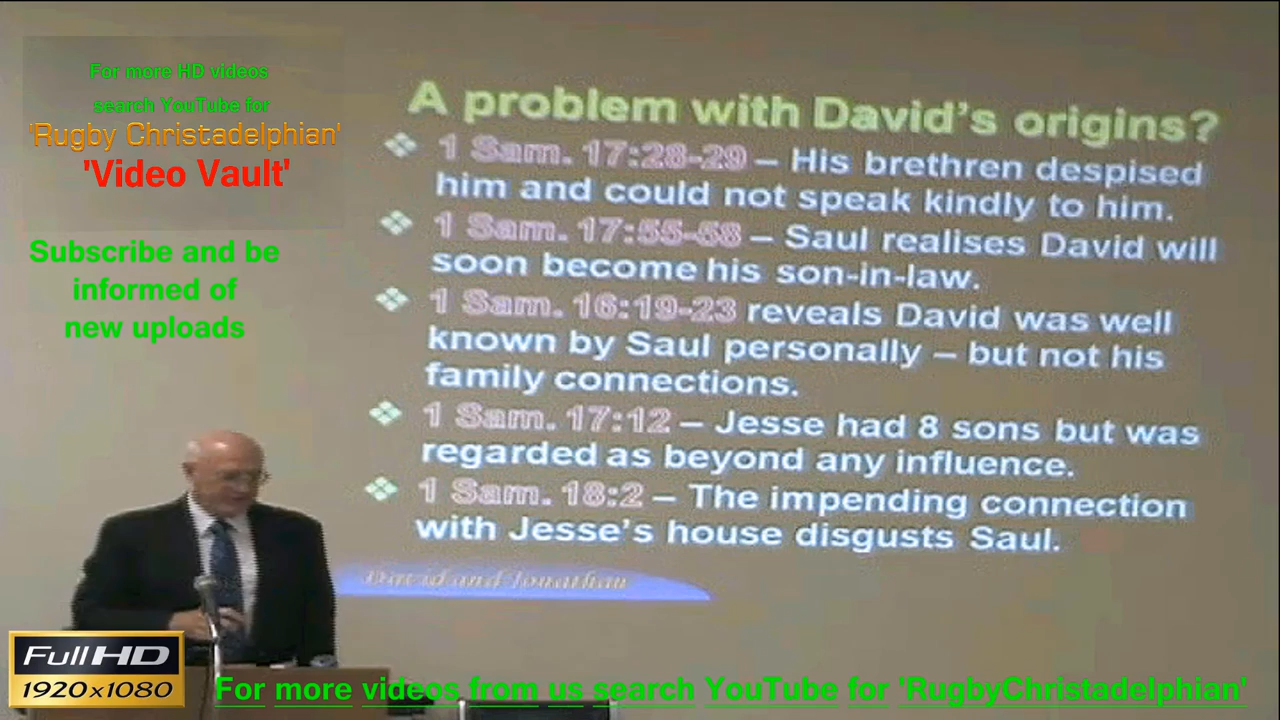 For more HD videos
search YouTube for
'Rugby Christadelphian'
'Video Vault'
Subscribe and be
informed of
new uploads
A problem with David's origins?
1 Sam. 17:28-29 – His brethren despised
him and could not speak kindly to him.
1 Sam. 17:55-58 – Saul realises David will
soon become his son-in-law.
1 Sam. 16:19-23 reveals David was well
known by Saul personally – but not his
family connections.
1 Sam. 17:12 – Jesse had 8 sons but was
regarded as beyond any influence.
1 Sam. 18:2 – The impending connection
with Jesse's house disgusts Saul.
David and Jonathan
Full HD
1920x1080
For more videos from us search YouTube for 'RugbyChristadelphian'